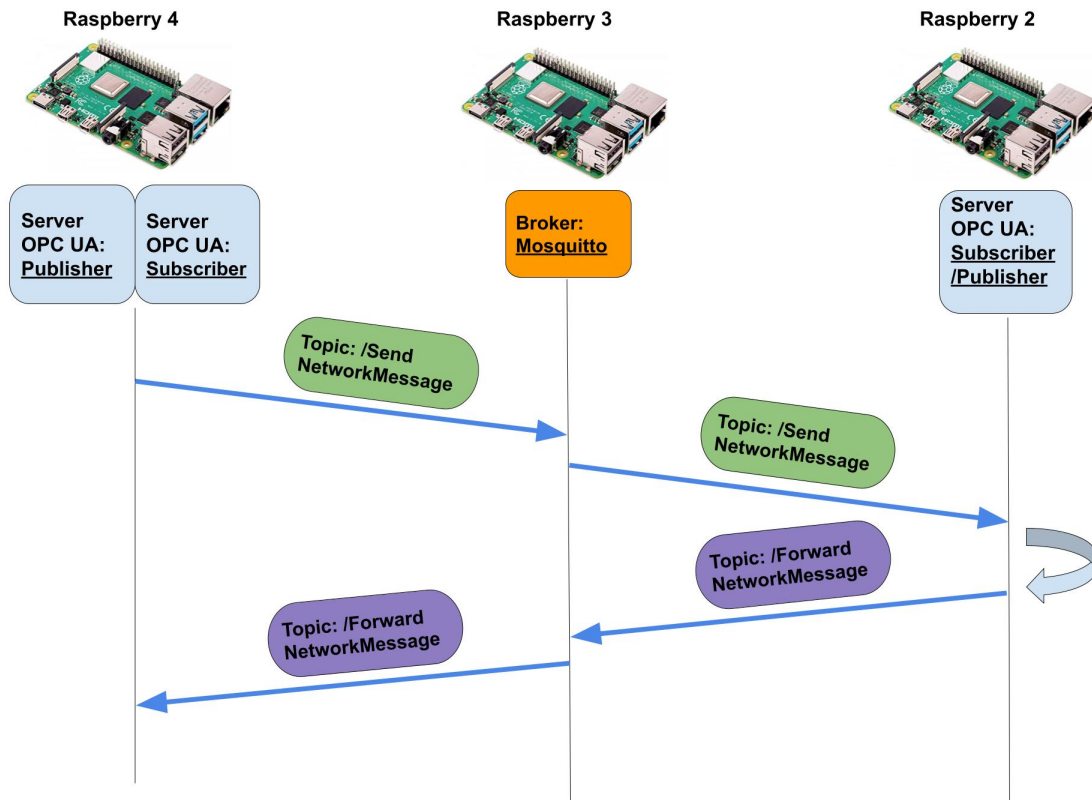 Raspberry 4
Raspberry 3
Raspberry 2
Server
OPC UA:
Publisher
Server
OPC UA:
Subscriber
Broker:
Mosquitto
Server
OPC UA:
Subscriber
/Publisher
Topic: /Send
NetworkMessage
Topic: /Send
NetworkMessage
Topic: /Forward
NetworkMessage
Topic: /Forward
NetworkMessage